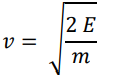 v = √(2 E / m)